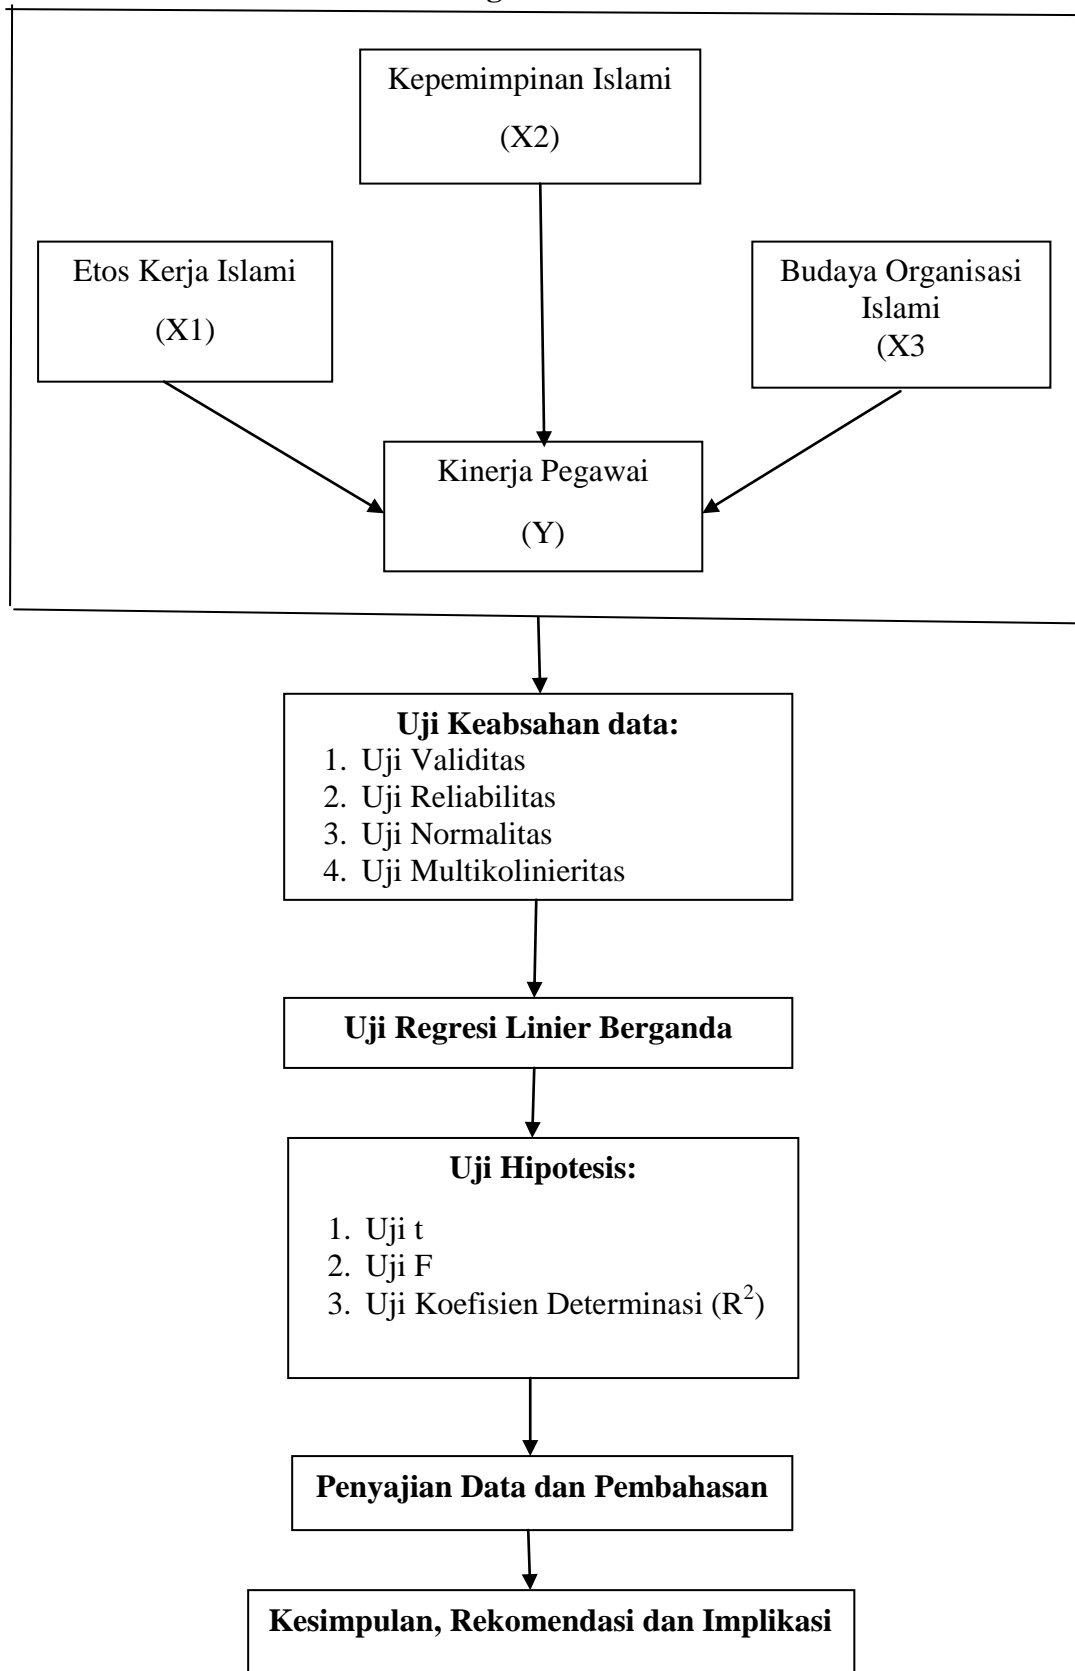 Kepemimpinan Islami
(X2)
Etos Kerja Islami
(X1)
Budaya Organisasi
Islami
(X3
Kinerja Pegawai
(Y)
Uji Keabsahan data:
1. Uji Validitas
2. Uji Reliabilitas
3. Uji Normalitas
4. Uji Multikolinieritas
Uji Regresi Linier Berganda
Uji Hipotesis:
1. Uji t
2. Uji F
3. Uji Koefisien Determinasi (R²)
Penyajian Data dan Pembahasan
Kesimpulan, Rekomendasi dan Implikasi